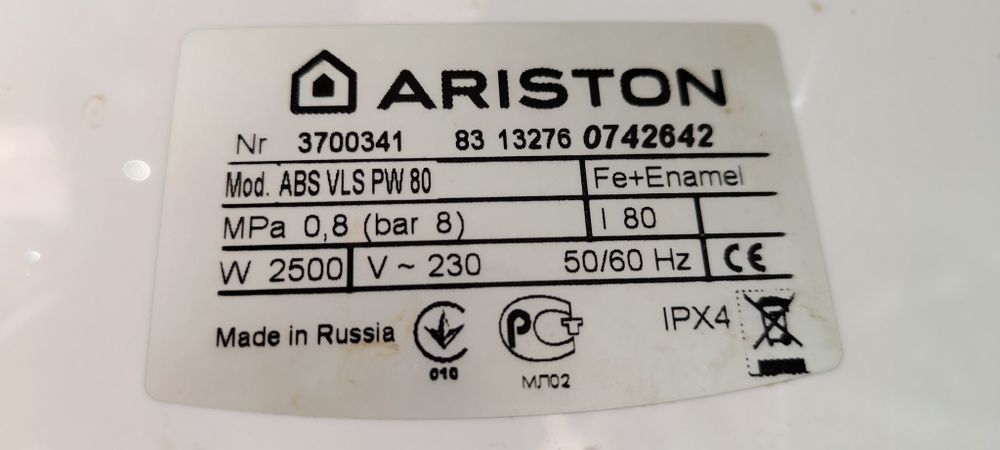 ARISTON
Nr 3700341 83 13276 0742642
Mod. ABS VLS PW 80 Fe+Enamel
MPa 0,8 (bar 8) l 80
W 2500 V ~ 230 50/60 Hz CE
Made in Russia 010 РСТ МЛ02 IPX4